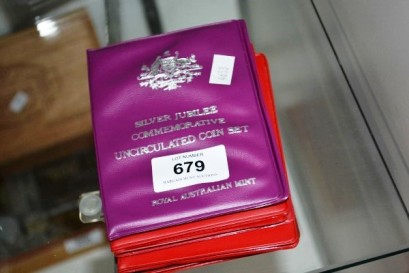 SILVER JUBILEE
COMMEMORATIVE
UNCIRCULATED COIN SET
LOT NUMBER
679
ROYAL AUSTRALIAN MINT